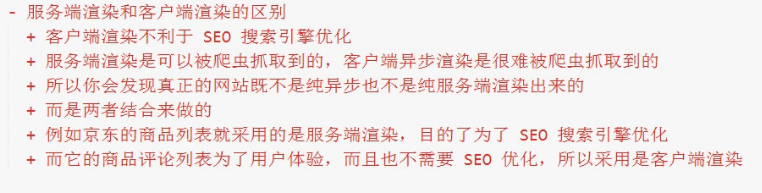 - 服务端渲染和客户端渲染的区别
+ 客户端渲染不利于 SEO 搜索引擎优化
+ 服务端渲染是可以被爬虫抓取到的，客户端异步渲染是很难被爬虫抓取到的
+ 所以你会发现真正的网站既不是纯异步也不是纯服务端渲染出来的
+ 而是两者结合来做的
+ 例如京东的商品列表就采用的是服务端渲染，目的了为了 SEO 搜索引擎优化
+ 而它的商品评论列表为了用户体验，而且也不需要 SEO 优化，所以采用是客户端渲染